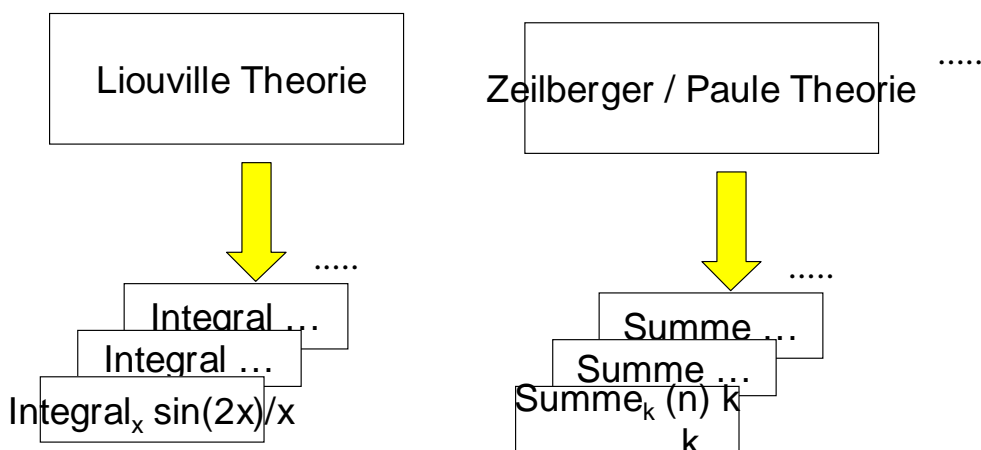 Liouville Theorie
Zeilberger / Paule Theorie
.....
.....
Integral ...
Integral ...
Integralₓ sin(2x)/x
.....
Summe ...
Summe ...
Summeₖ (n) k
k